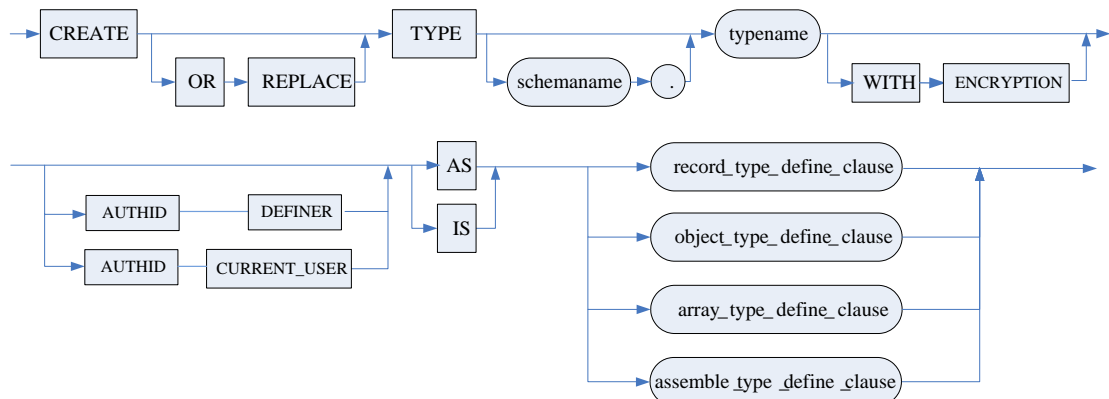 CREATE TYPE typename
OR REPLACE schemaname . WITH ENCRYPTION
AS record_type_define_clause
AUTHID DEFINER IS
object_type_define_clause
AUTHID CURRENT_USER
array_type_define_clause
assemble_type_define_clause